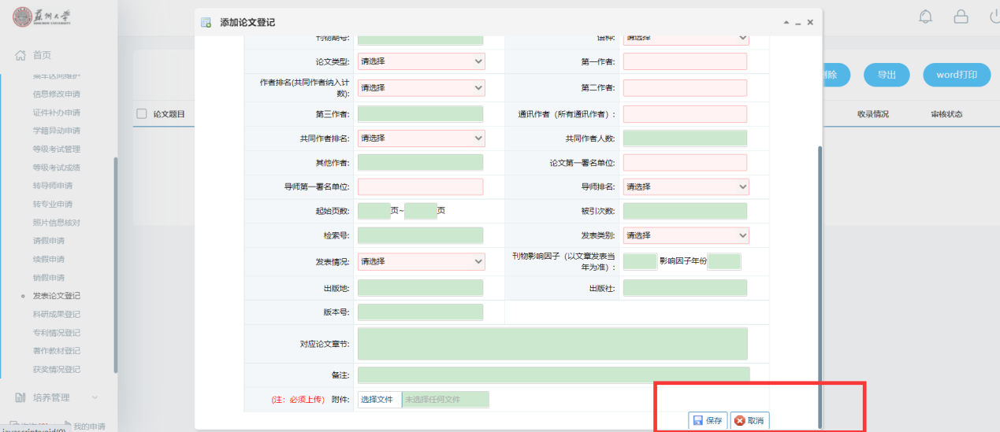 蘇州大學
SOOCHOW UNIVERSITY
首页
乘车区间维护
信息修改申请
证件补办申请
学籍异动申请
等级考试管理
等级考试成绩
转导师申请
转专业申请
照片信息核对
请假申请
续假申请
销假申请
发表论文登记
科研成果登记
专利情况登记
著作教材登记
获奖情况登记
培养管理
我的申请
javascript:void(0)
删除 导出 word打印
论文题目 收录情况 审核状态
添加论文登记
刊物期号: 语种: 请选择
论文类型: 请选择 第一作者:
作者排名(共同作者纳入计
数): 请选择 第二作者:
第三作者: 通讯作者（所有通讯作者）:
共同作者排名: 请选择 共同作者人数:
其他作者: 论文第一署名单位:
导师第一署名单位: 导师排名: 请选择
起始页数: 页~ 页 被引次数:
检索号: 发表类别: 请选择
发表情况: 请选择 刊物影响因子（以文章发表当
年为准）: 影响因子年份
出版地: 出版社:
版本号:
对应论文章节:
备注:
(注：必须上传) 附件: 选择文件 未选择任何文件
保存 取消